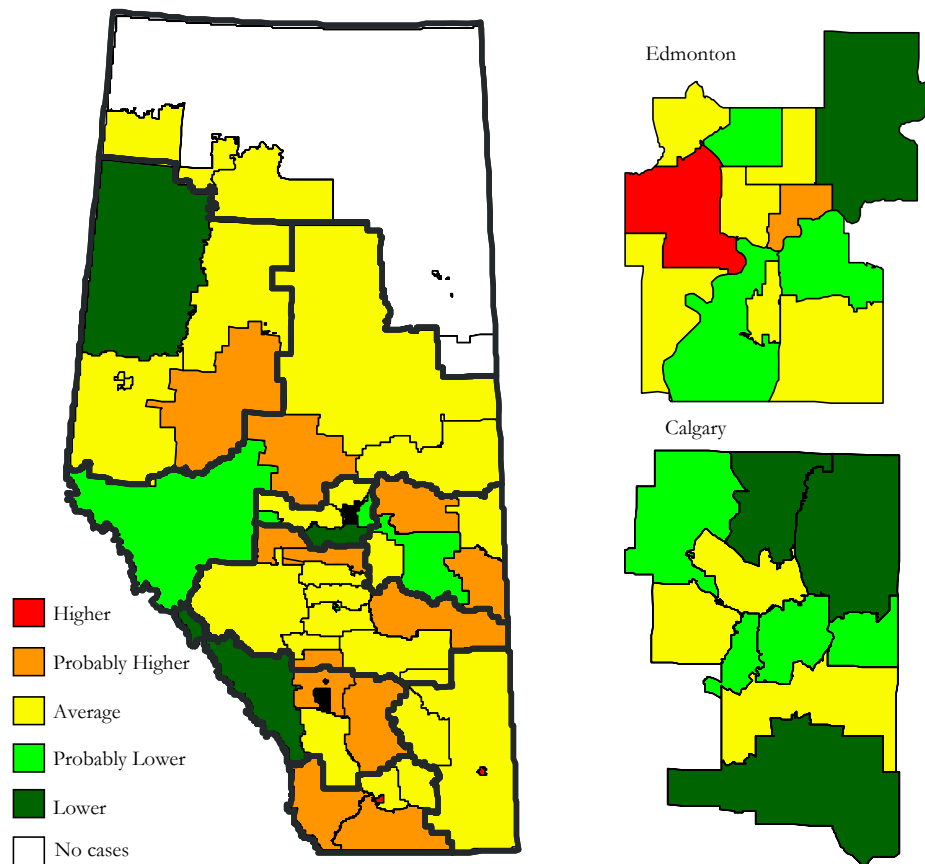 Edmonton
Calgary
Higher
Probably Higher
Average
Probably Lower
Lower
No cases